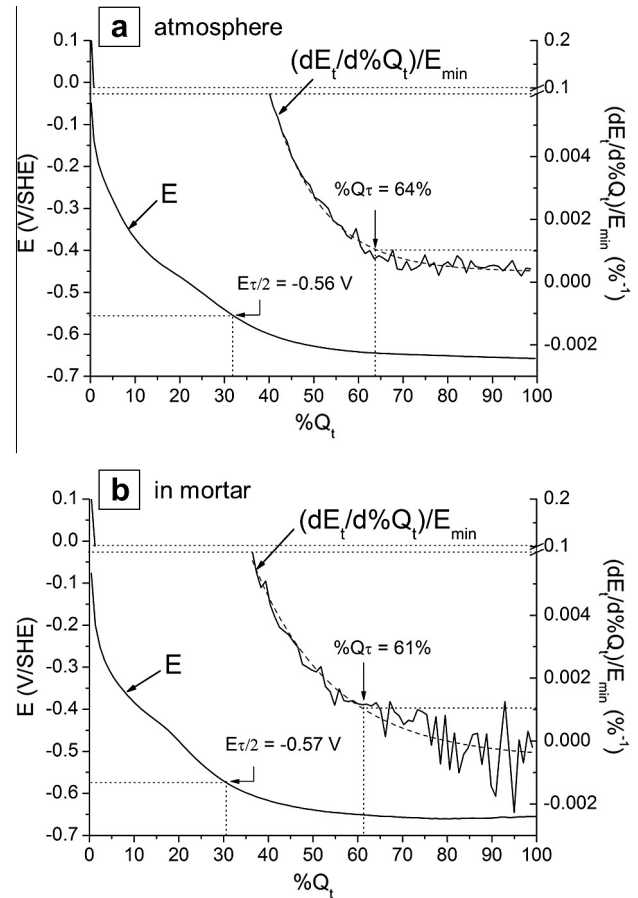 a atmosphere
(dEt/d%Qt)/Emin
0.1
0.0
-0.1
-0.2
-0.3
-0.4
-0.5
-0.6
-0.7
E (V/SHE)
E
%Qτ = 64%
Eτ/2 = -0.56 V
0.2
0.1
0.004
0.002
0.000
-0.002
(dEt/d%Qt)/Emin (%-1)
0 10 20 30 40 50 60 70 80 90 100
%Qt
b in mortar
(dEt/d%Qt)/Emin
0.1
0.0
-0.1
-0.2
-0.3
-0.4
-0.5
-0.6
-0.7
E (V/SHE)
E
%Qτ = 61%
Eτ/2 = -0.57 V
0.2
0.1
0.004
0.002
0.000
-0.002
(dEt/d%Qt)/Emin (%-1)
0 10 20 30 40 50 60 70 80 90 100
%Qt